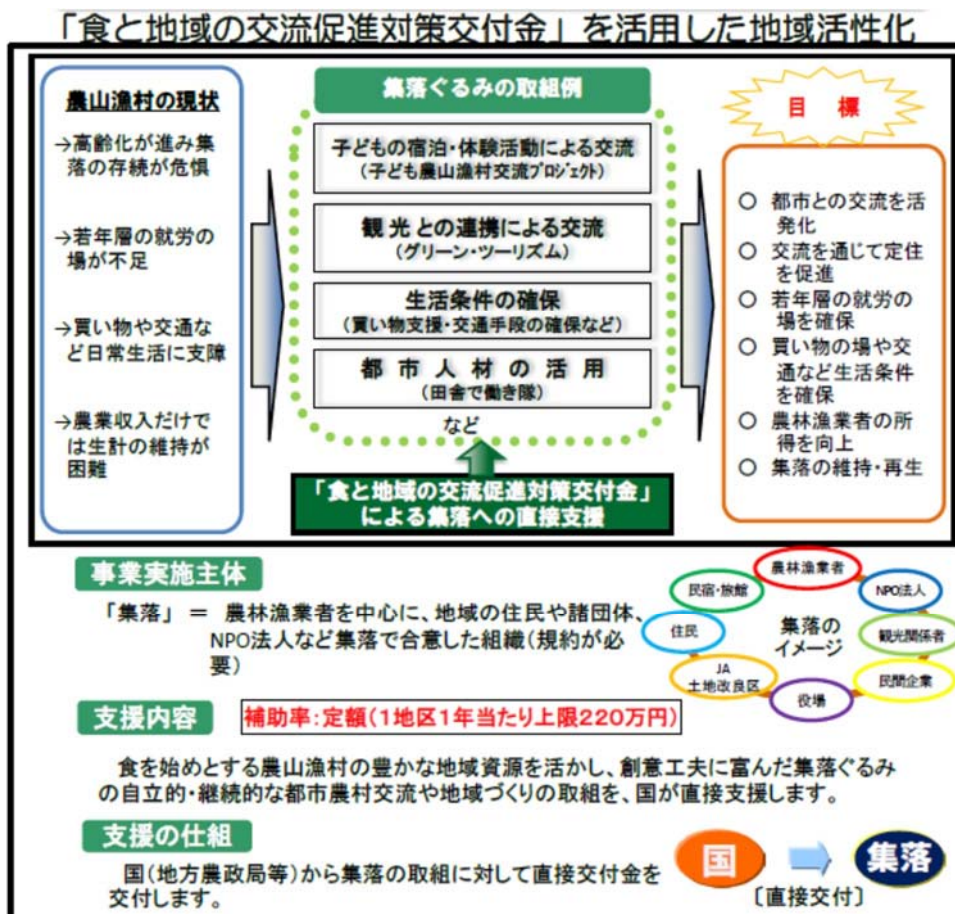 「食と地域の交流促進対策交付金」を活用した地域活性化
農山漁村の現状
→高齢化が進み集
落の存続が危惧
→若年層の就労の
場が不足
→買い物や交通な
ど日常生活に支障
→農業収入だけで
は生計の維持が
困難
集落ぐるみの取組例
子どもの宿泊・体験活動による交流
(子ども農山漁村交流プロジェクト)
観光との連携による交流
(グリーン・ツーリズム)
生活条件の確保
(買い物支援・交通手段の確保など)
都市人材の活用
(田舎で働き隊)
など
「食と地域の交流促進対策交付金」
による集落への直接支援
目標
○ 都市との交流を活
発化
○ 交流を通じて定住
を促進
○ 若年層の就労の
場を確保
○ 買い物の場や交
通など生活条件
を確保
○ 農林漁業者の所
得を向上
○ 集落の維持・再生
事業実施主体
「集落」 = 農林漁業者を中心に、地域の住民や諸団体、
NPO法人など集落で合意した組織(規約が必
要)
農林漁業者
NPO法人
観光関係者
民間企業
役場
JA
土地改良区
住民
民宿・旅館
集落の
イメージ
支援内容
補助率:定額(1地区1年当たり上限220万円)
食を始めとする農山漁村の豊かな地域資源を活かし、創意工夫に富んだ集落ぐるみ
の自立的・継続的な都市農村交流や地域づくりの取組を、国が直接支援します。
支援の仕組
国(地方農政局等)から集落の取組に対して直接交付金を
交付します。
国
集落
〔直接交付〕